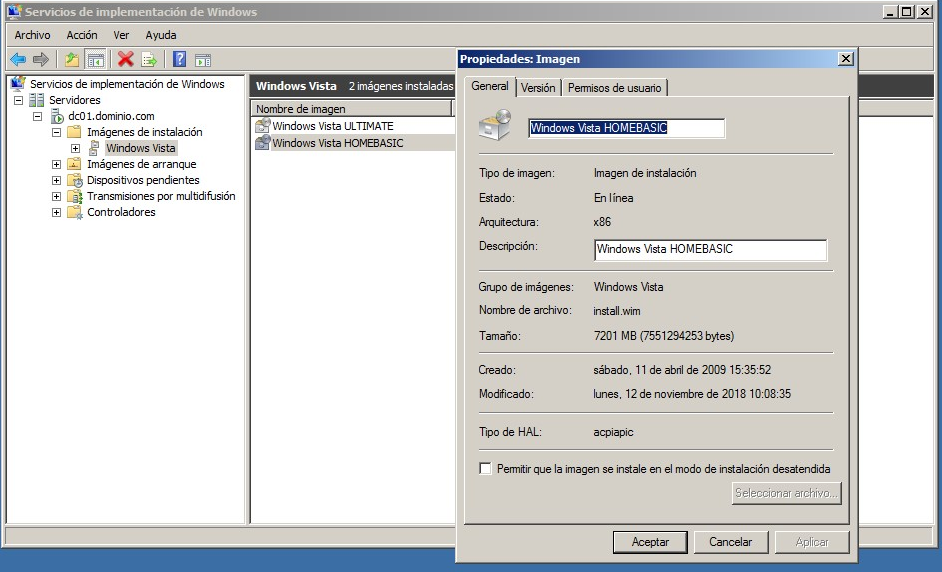 Servicios de implementación de Windows
Archivo Acción Ver Ayuda
Servicios de implementación de Windows
Servidores
dc01.dominio.com
Imágenes de instalación
Windows Vista
Imágenes de arranque
Dispositivos pendientes
Transmisiones por multidifusión
Controladores
Windows Vista 2 imágenes instaladas
Nombre de imagen
Windows Vista ULTIMATE
Windows Vista HOMEBASIC
Propiedades: Imagen
General Versión Permisos de usuario
Windows Vista HOMEBASIC
Tipo de imagen: Imagen de instalación
Estado: En línea
Arquitectura: x86
Descripción: Windows Vista HOMEBASIC
Grupo de imágenes: Windows Vista
Nombre de archivo: install.wim
Tamaño: 7201 MB (7551294253 bytes)
Creado: sábado, 11 de abril de 2009 15:35:52
Modificado: lunes, 12 de noviembre de 2018 10:08:35
Tipo de HAL: acpiapic
Permitir que la imagen se instale en el modo de instalación desatendida
Seleccionar archivo...
Aceptar Cancelar Aplicar